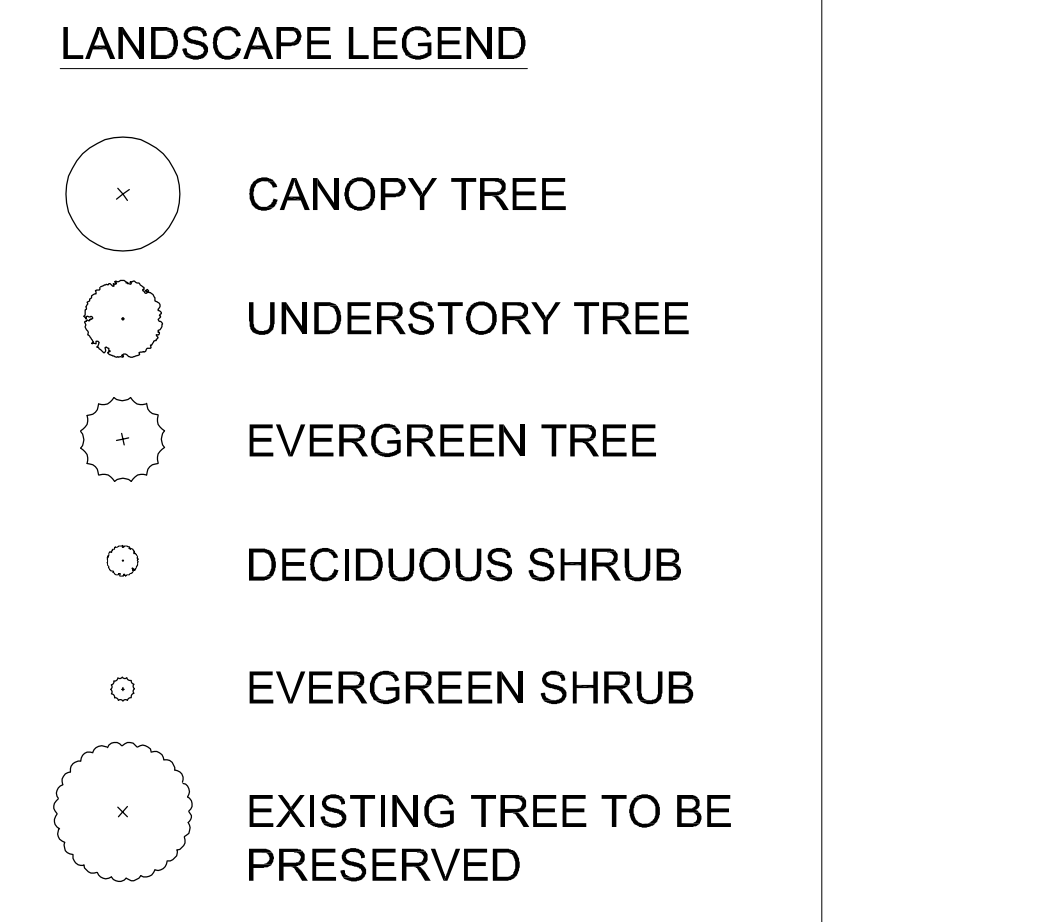 LANDSCAPE LEGEND
CANOPY TREE
UNDERSTORY TREE
EVERGREEN TREE
DECIDUOUS SHRUB
EVERGREEN SHRUB
EXISTING TREE TO BE
PRESERVED